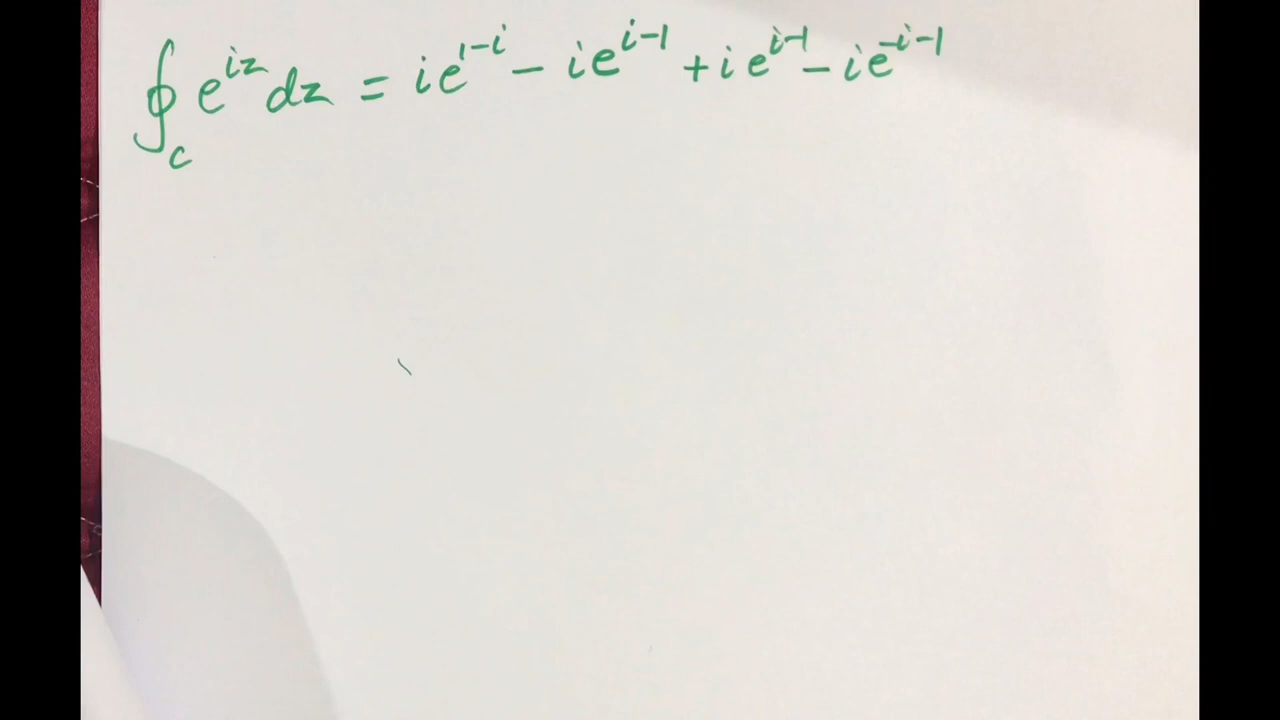 ∮_C e^{iz} dz = ie^{1-i} - ie^{i-1} + ie^{i-1} - ie^{-i-1}